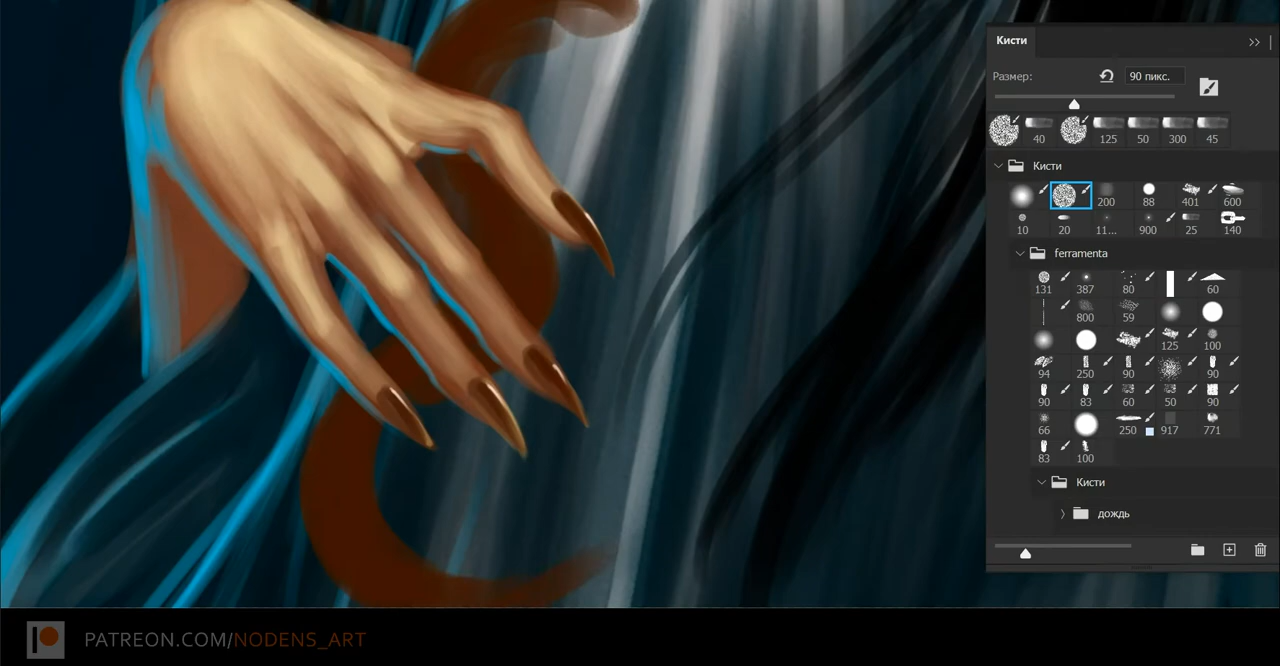 Кисти
Размер:
90 пикс.
40 125 50 300 45
Кисти
200 88 401 600
10 20 11... 900 25 140
ferramenta
131 387 80 60
800 59
125 100
94 250 90 90
90 83 60 50 90
66 250 917 771
83 100
Кисти
дождь
PATREON.COM/NODENS_ART